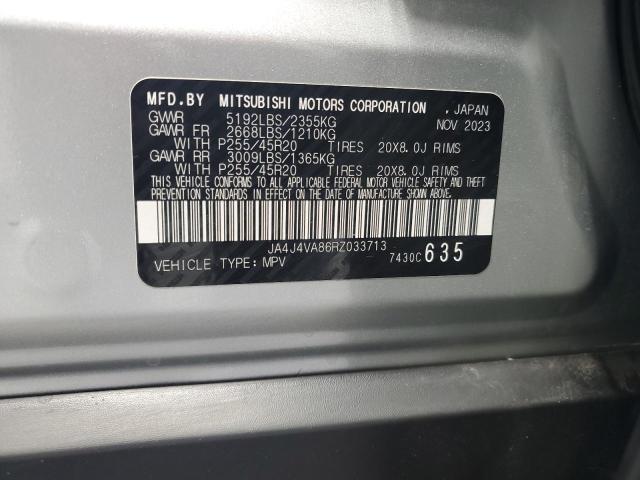 MFD.BY MITSUBISHI MOTORS CORPORATION , JAPAN
GVWR 5192LBS/2355KG NOV 2023
GAWR FR 2668LBS/1210KG
WITH P255/45R20 TIRES 20X8.0J RIMS
GAWR RR 3009LBS/1365KG
WITH P255/45R20 TIRES 20X8.0J RIMS
THIS VEHICLE CONFORMS TO ALL APPLICABLE FEDERAL MOTOR VEHICLE SAFETY AND THEFT
PREVENTION STANDARDS IN EFFECT ON THE DATE OF MANUFACTURE SHOWN ABOVE.
JA4J4VA86RZ033713
VEHICLE TYPE:MPV 7430C 635